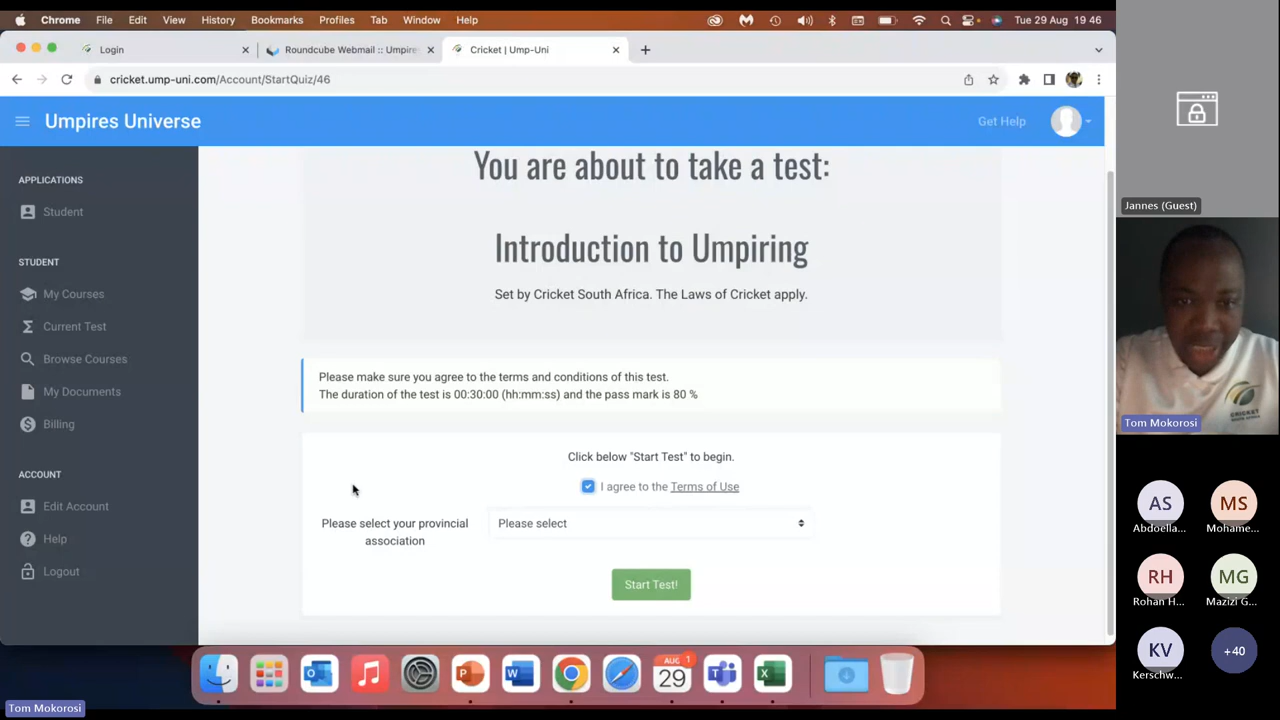 Chrome File Edit View History Bookmarks Profiles Tab Window Help Tue 29 Aug 19 46
Login
Roundcube Webmail :: Umpire
Cricket | Ump-Uni
cricket.ump-uni.com/Account/StartQuiz/46
Umpires Universe
Get Help
APPLICATIONS
Student
STUDENT
My Courses
Current Test
Browse Courses
My Documents
Billing
ACCOUNT
Edit Account
Help
Logout
You are about to take a test:
Introduction to Umpiring
Set by Cricket South Africa. The Laws of Cricket apply.
Please make sure you agree to the terms and conditions of this test.
The duration of the test is 00:30:00 (hh:mm:ss) and the pass mark is 80 %
Click below "Start Test" to begin.
I agree to the Terms of Use
Please select your provincial
association
Please select
Start Test!
AUG 1
29
Jannes (Guest)
CRICKET
SOUTH AFRICA
Tom Mokorosi
AS
Abdoella...
MS
Mohame...
RH
Rohan H...
MG
Mazizi G...
KV
Kerschw...
+40
Tom Mokorosi